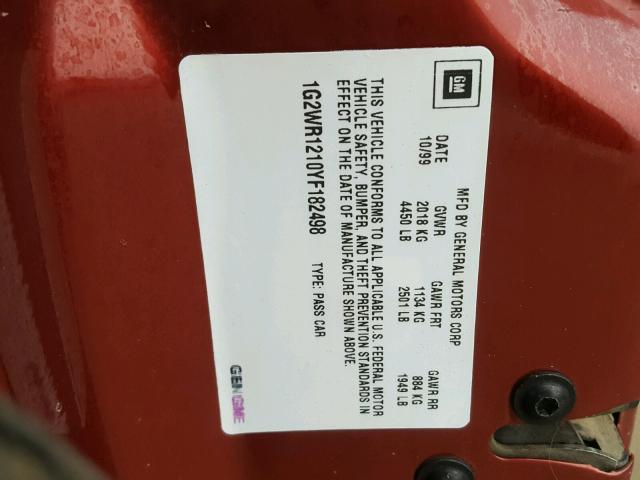 GM
MFD BY GENERAL MOTORS CORP
DATE GVWR GAWR FRT GAWR RR
10/99 2018 KG 1134 KG 884 KG
4450 LB 2501 LB 1949 LB
THIS VEHICLE CONFORMS TO ALL APPLICABLE U.S. FEDERAL MOTOR
VEHICLE SAFETY, BUMPER, AND THEFT PREVENTION STANDARDS IN
EFFECT ON THE DATE OF MANUFACTURE SHOWN ABOVE.
1G2WR1210YF182498 TYPE: PASS CAR